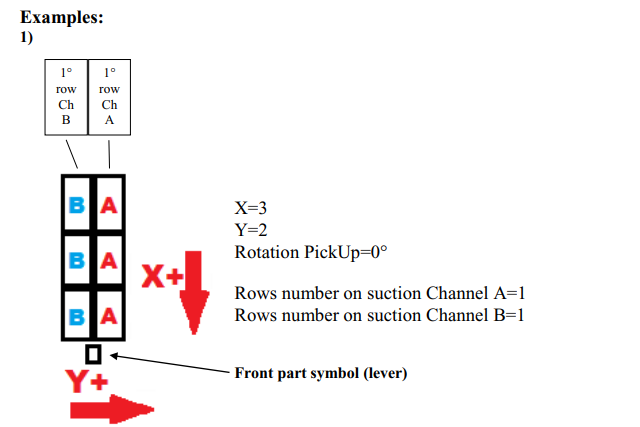 Examples:
1)
1° 1°
row row
Ch Ch
B A
B A
X=3
Y=2
Rotation PickUp=0°
B A
X+
Rows number on suction Channel A=1
Rows number on suction Channel B=1
B A
Front part symbol (lever)
Y+